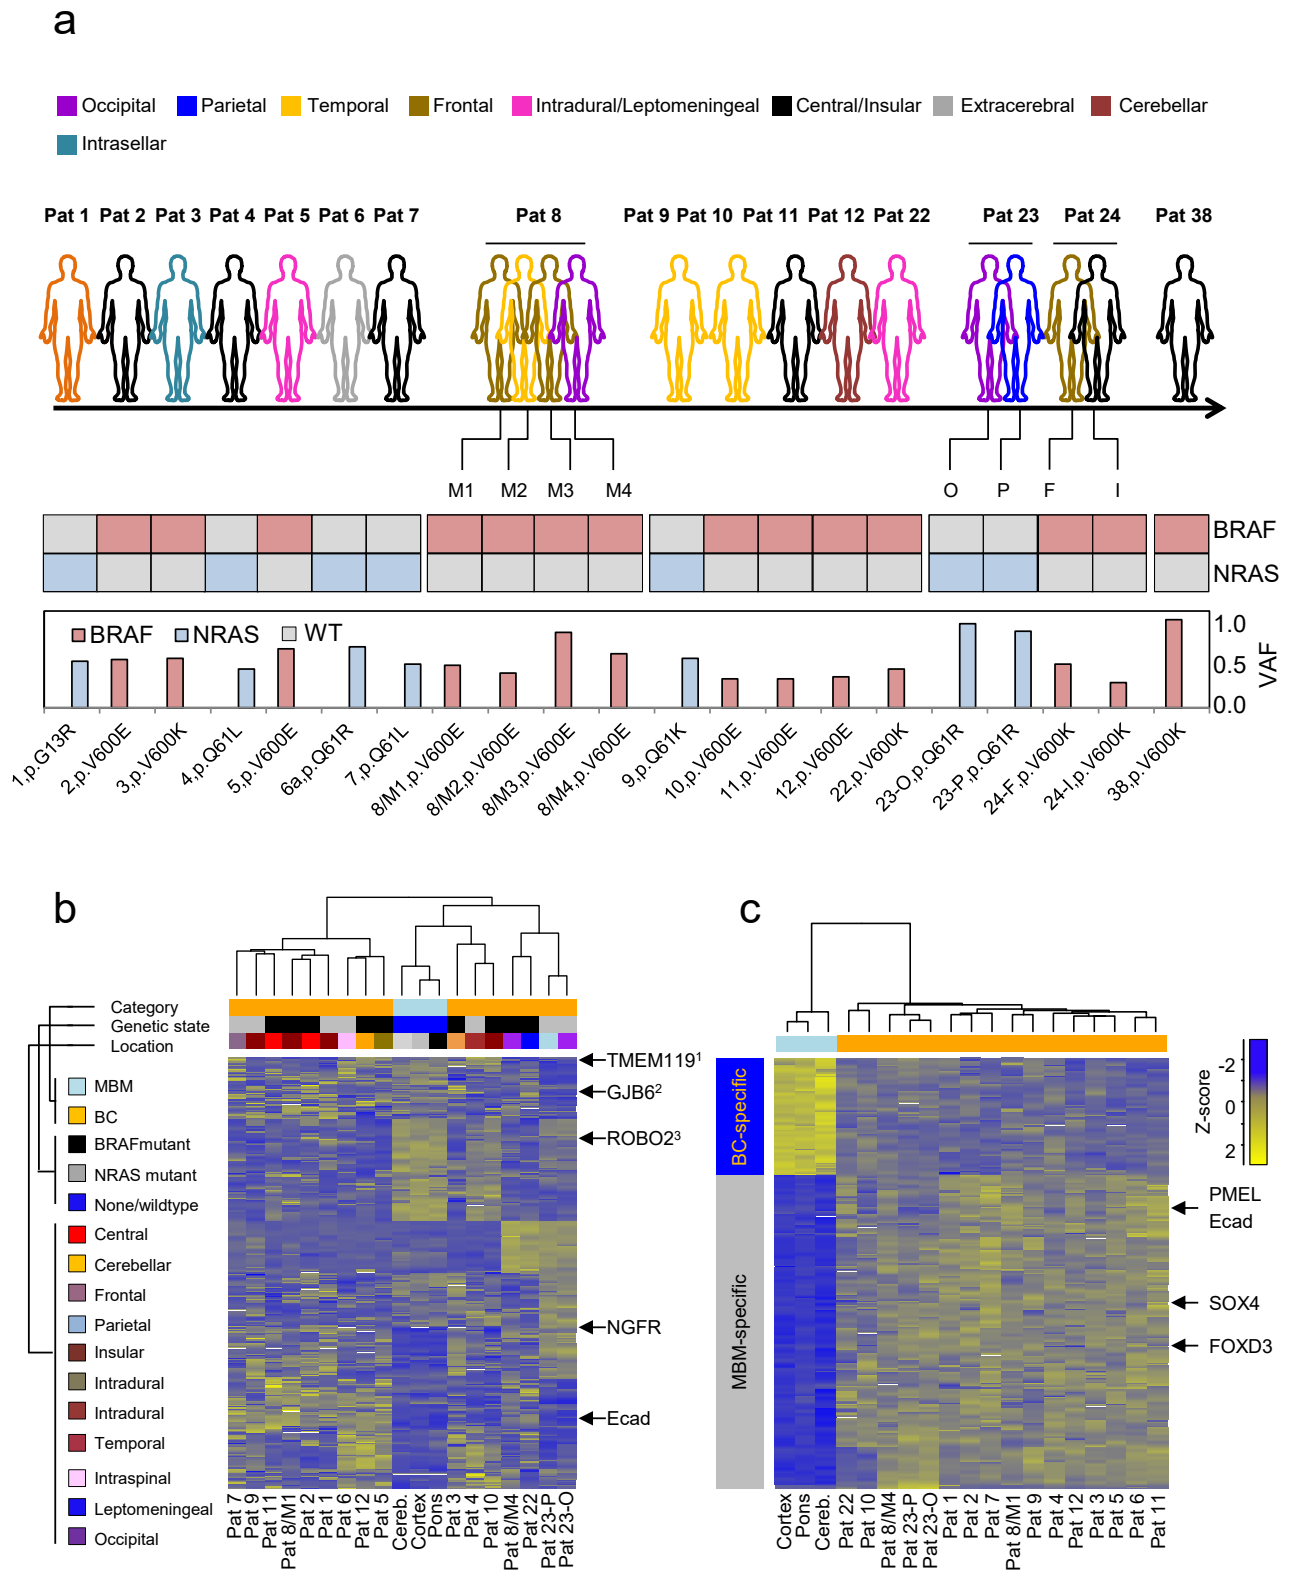 a
Occipital Parietal Temporal Frontal Intradural/Leptomeningeal Central/Insular Extracerebral Cerebellar
Intrasellar
Pat 1 Pat 2 Pat 3 Pat 4 Pat 5 Pat 6 Pat 7 Pat 8 Pat 9 Pat 10 Pat 11 Pat 12 Pat 22 Pat 23 Pat 24 Pat 38
M1 M2 M3 M4 O P F I
BRAF
NRAS
BRAF NRAS WT
1.0
0.5
0.0
VAF
1,p.G13R
2,p.V600E
3,p.V600K
4,p.Q61L
5,p.V600E
6a,p.Q61R
7,p.Q61L
8/M1,p.V600E
8/M2,p.V600E
8/M3,p.V600E
8/M4,p.V600E
9,p.Q61K
10,p.V600E
11,p.V600E
12,p.V600E
22,p.V600K
23-O,p.Q61R
23-P,p.Q61R
24-F,p.V600K
24-I,p.V600K
38,p.V600K
b
Category
Genetic state
Location
MBM
BC
BRAFmutant
NRAS mutant
None/wildtype
Central
Cerebellar
Frontal
Parietal
Insular
Intradural
Intradural
Temporal
Intraspinal
Leptomeningeal
Occipital
TMEM119¹
GJB6²
ROBO2³
NGFR
Ecad
Pat 7
Pat 9
Pat 11
Pat 8/M1
Pat 2
Pat 1
Pat 6
Pat 12
Pat 5
Cereb.
Cortex
Pons
Pat 3
Pat 4
Pat 10
Pat 8/M4
Pat 22
Pat 23-P
Pat 23-O
c
BC-specific
MBM-specific
Z-score
-2
0
2
PMEL
Ecad
SOX4
FOXD3
Cortex
Pons
Cereb.
Pat 22
Pat 10
Pat 8/M4
Pat 23-P
Pat 23-O
Pat 1
Pat 2
Pat 7
Pat 8/M1
Pat 9
Pat 4
Pat 12
Pat 3
Pat 5
Pat 6
Pat 11